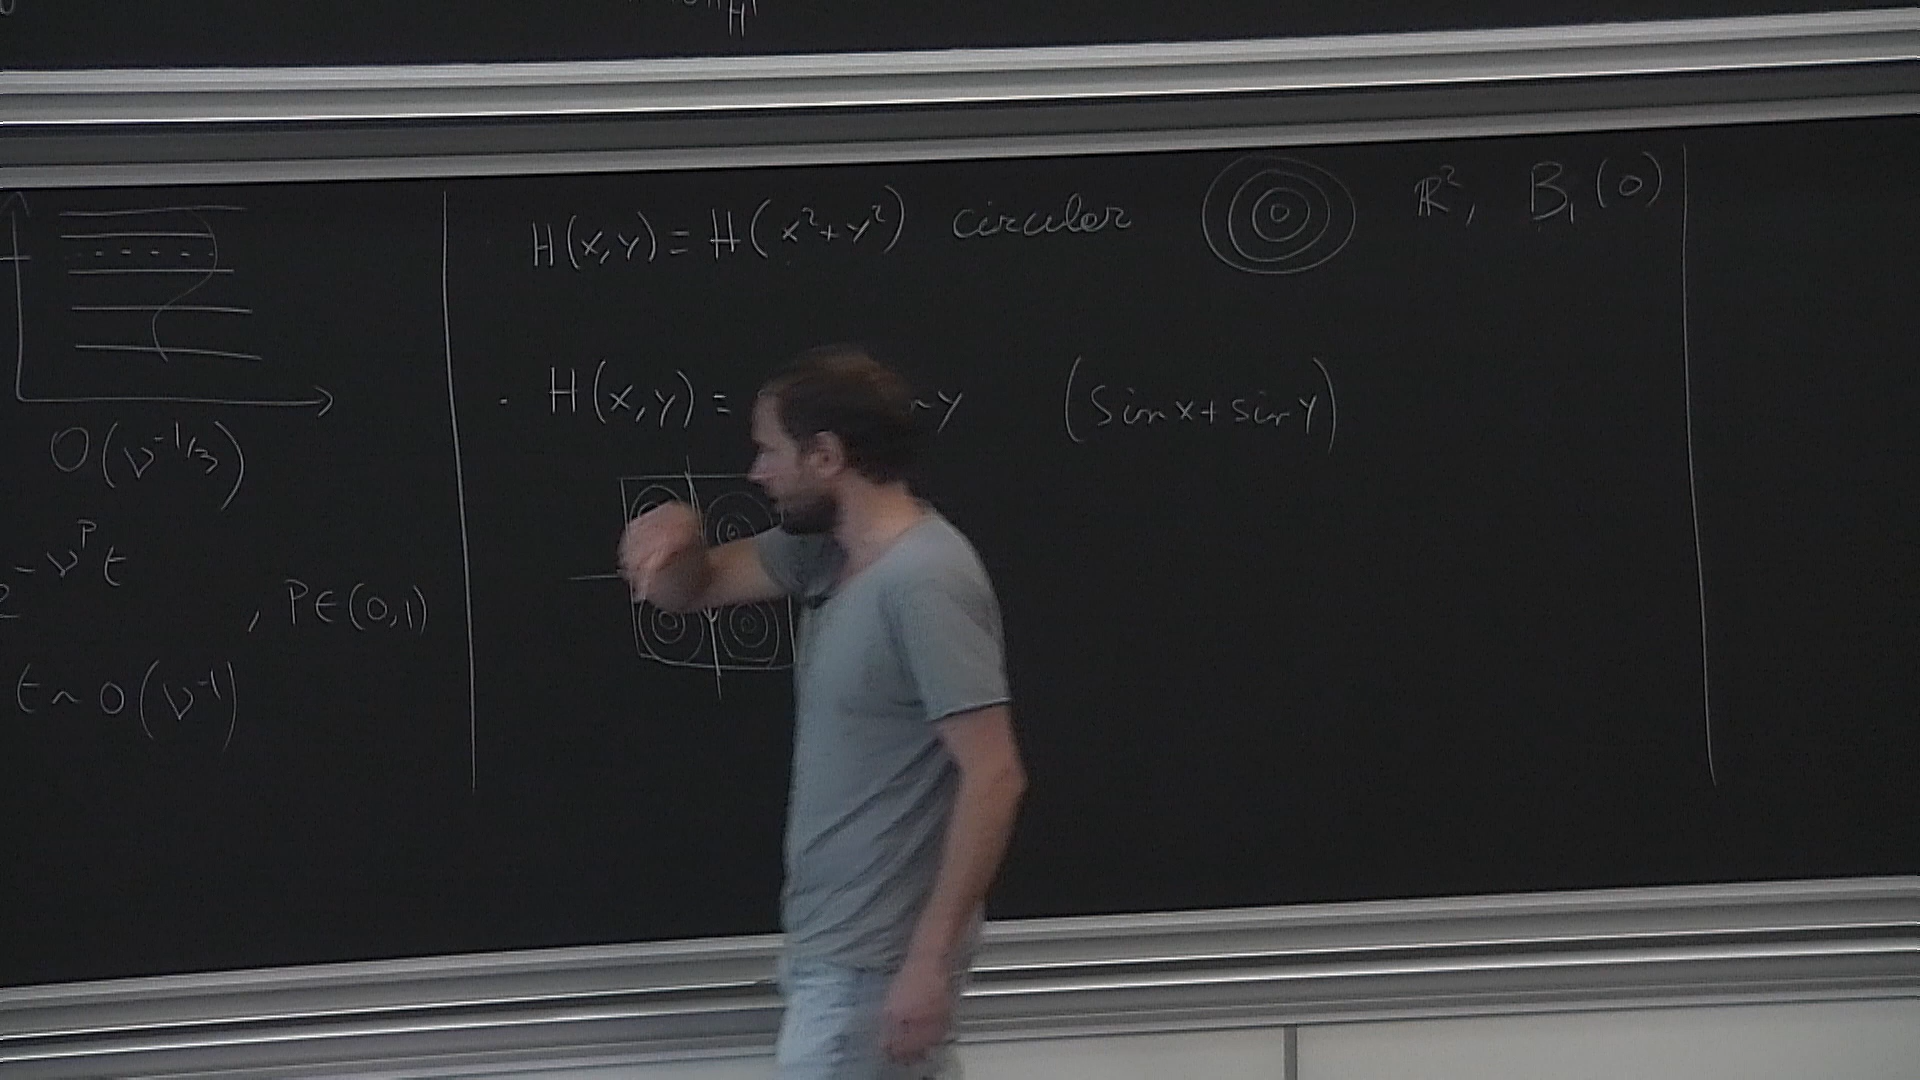 H
O(ν^{-1/3})
e^{-ν^P t}, P∈(0,1)
t ~ O(ν^{-1})
H(x,y) = H(x²+y²) circular ℝ², B₁(0)
· H(x,y) = y (sin x + sin y)